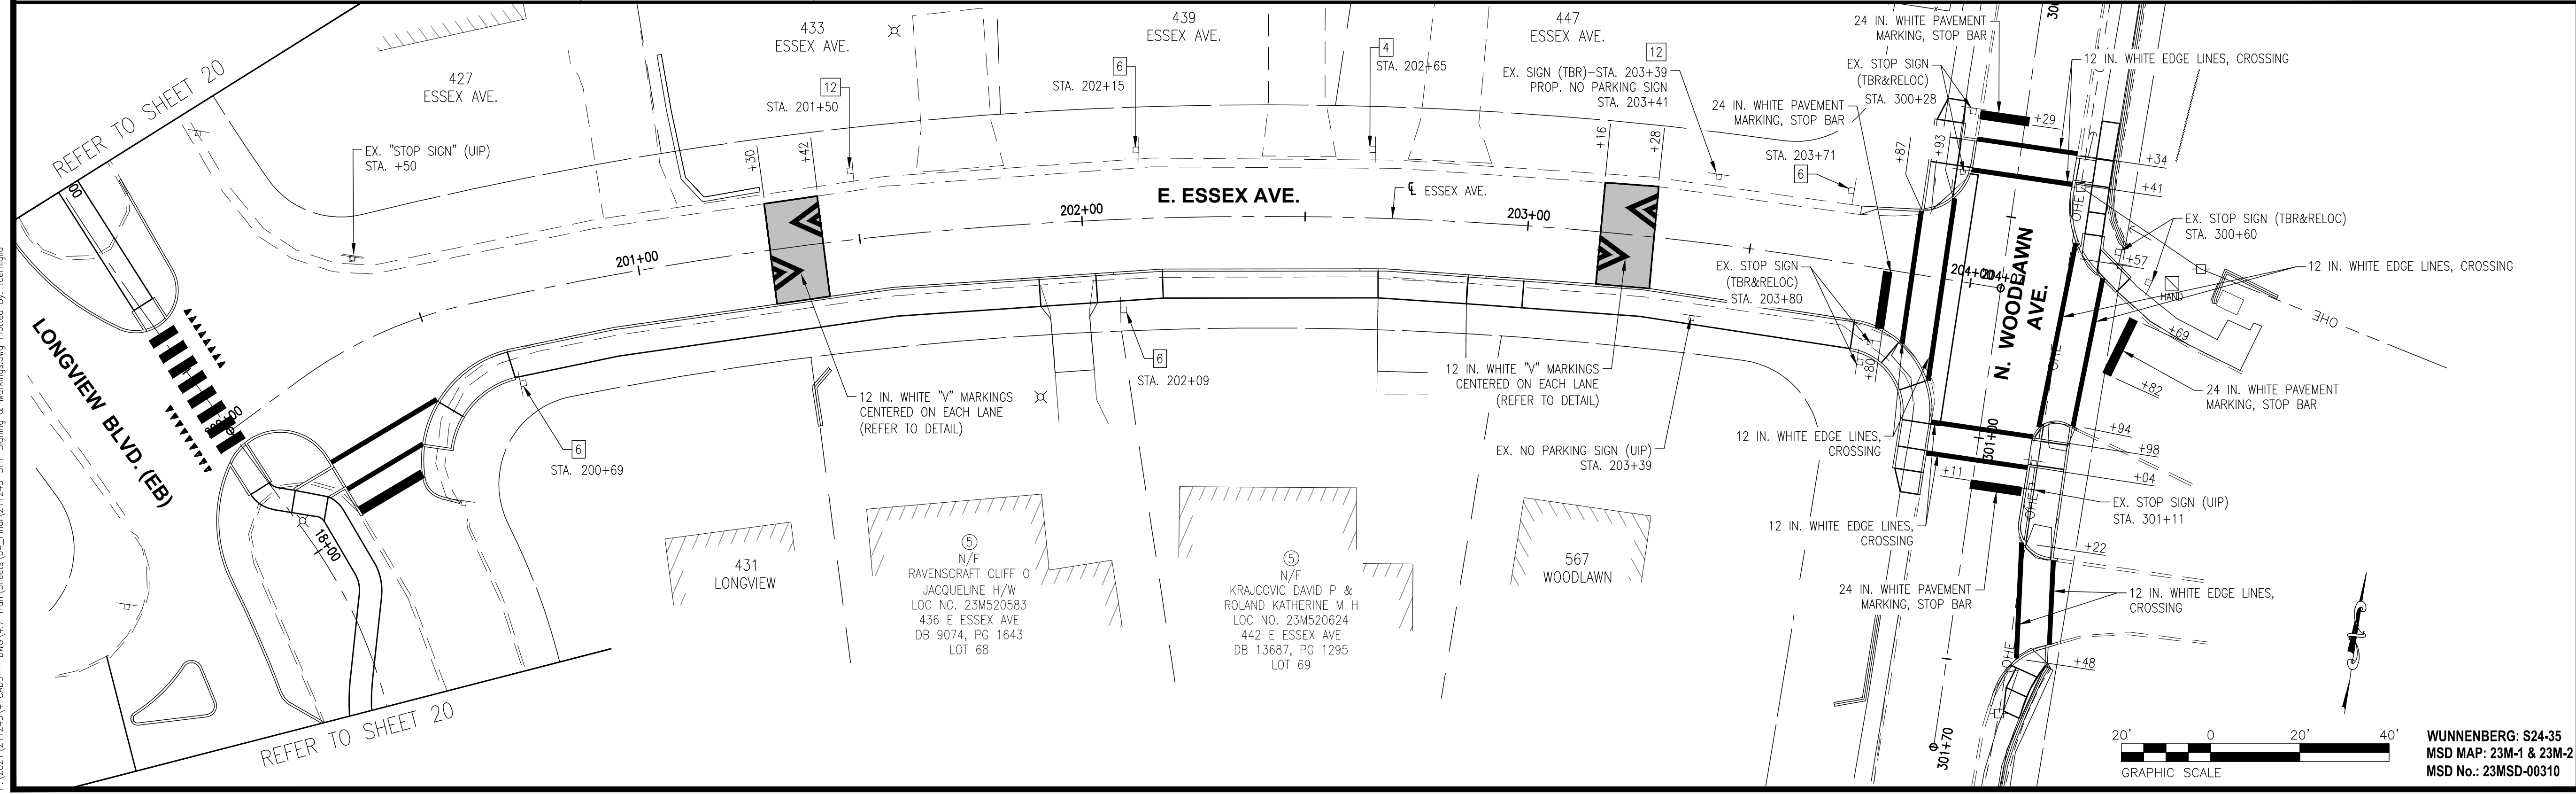 REFER TO SHEET 20
427
ESSEX AVE.
433
ESSEX AVE.
439
ESSEX AVE.
447
ESSEX AVE.
EX. "STOP SIGN" (UIP)
STA. +50
12
STA. 201+50
6
STA. 202+15
4
STA. 202+65
12
EX. SIGN (TBR)-STA. 203+39
PROP. NO PARKING SIGN
STA. 203+41
24 IN. WHITE PAVEMENT
MARKING, STOP BAR
24 IN. WHITE PAVEMENT
MARKING, STOP BAR
EX. STOP SIGN
(TBR&RELOC)
STA. 300+28
12 IN. WHITE EDGE LINES, CROSSING
STA. 203+71
6
+30
+42
+16
+28
+87
+93
+29
+34
+41
OHE
EX. STOP SIGN (TBR&RELOC)
STA. 300+60
+57
HAND
12 IN. WHITE EDGE LINES, CROSSING
OHE
+69
+82
24 IN. WHITE PAVEMENT
MARKING, STOP BAR
E. ESSEX AVE.
℄ ESSEX AVE.
201+00
202+00
203+00
204+00
N. WOODLAWN
AVE.
OHE
EX. STOP SIGN
(TBR&RELOC)
STA. 203+80
+80
LONGVIEW BLVD. (EB)
12 IN. WHITE "V" MARKINGS
CENTERED ON EACH LANE
(REFER TO DETAIL)
6
STA. 202+09
12 IN. WHITE "V" MARKINGS
CENTERED ON EACH LANE
(REFER TO DETAIL)
6
STA. 200+69
EX. NO PARKING SIGN (UIP)
STA. 203+39
12 IN. WHITE EDGE LINES,
CROSSING
301+00
+94
+98
+04
+11
OHE
EX. STOP SIGN (UIP)
STA. 301+11
12 IN. WHITE EDGE LINES,
CROSSING
+22
24 IN. WHITE PAVEMENT
MARKING, STOP BAR
12 IN. WHITE EDGE LINES,
CROSSING
OHE
+48
301+70
18+00
431
LONGVIEW
5
N/F
RAVENSCRAFT CLIFF O
JACQUELINE H/W
LOC NO. 23M520583
436 E ESSEX AVE
DB 9074, PG 1643
LOT 68
5
N/F
KRAJCOVIC DAVID P &
ROLAND KATHERINE M H
LOC NO. 23M520624
442 E ESSEX AVE
DB 13687, PG 1295
LOT 69
567
WOODLAWN
REFER TO SHEET 20
20'
0
20'
40'
GRAPHIC SCALE
WUNNENBERG: S24-35
MSD MAP: 23M-1 & 23M-2
MSD No.: 23MSD-00310